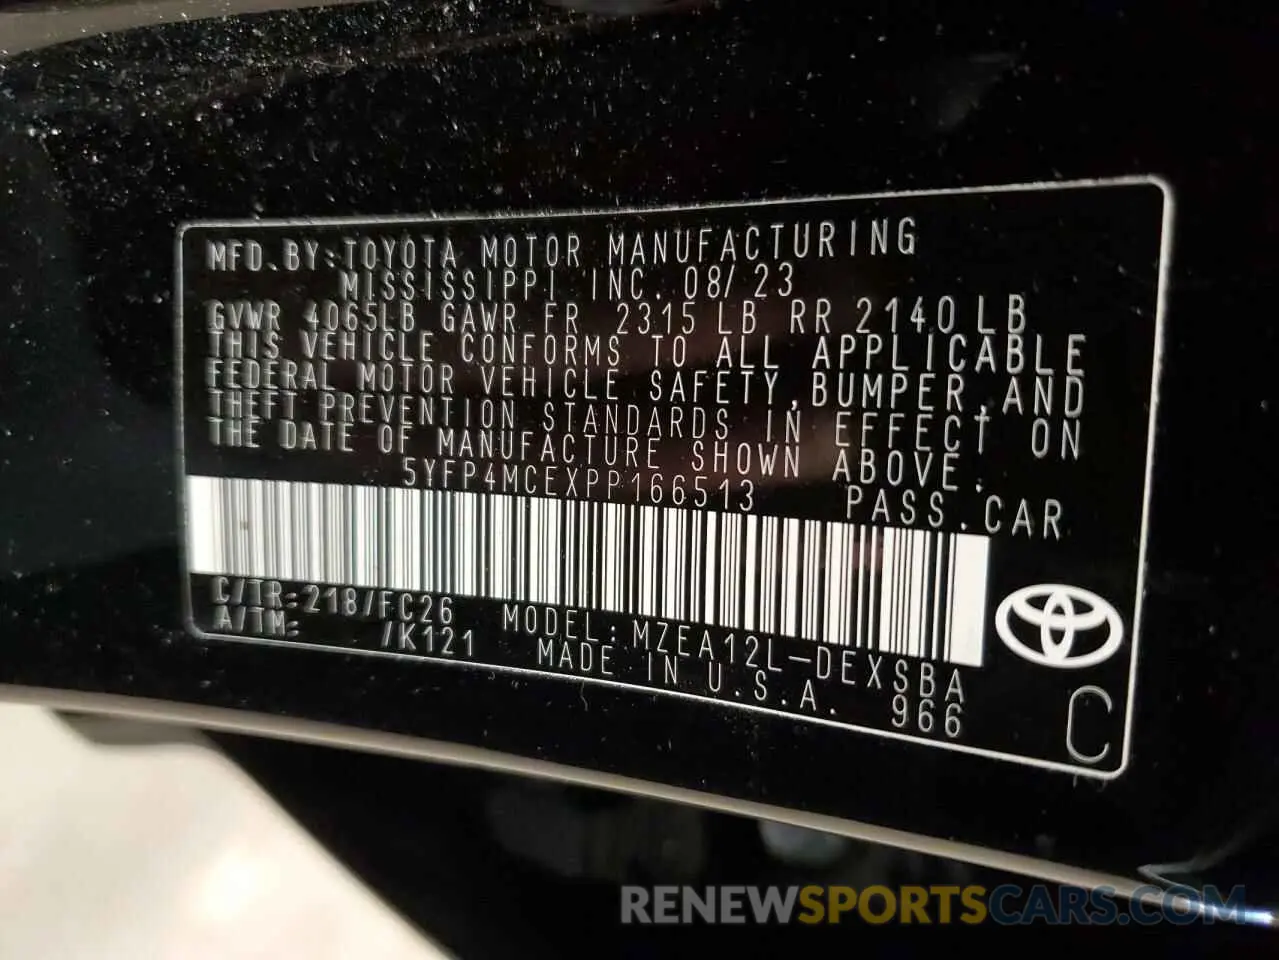 MFD. BY: TOYOTA MOTOR MANUFACTURING
MISSISSIPPI INC. 08/23
GVWR 4065LB GAWR FR 2315 LB RR 2140 LB
THIS VEHICLE CONFORMS TO ALL APPLICABLE
FEDERAL MOTOR VEHICLE SAFETY, BUMPER, AND
THEFT PREVENTION STANDARDS IN EFFECT ON
THE DATE OF MANUFACTURE SHOWN ABOVE.
5YFP4MCEXPP166513 PASS. CAR
C/TR: 218/FC26 MODEL: MZEA12L-DEXSBA
A/TM: /K121 MADE IN U.S.A. 966
C
RENEWSPORTSCARS.COM